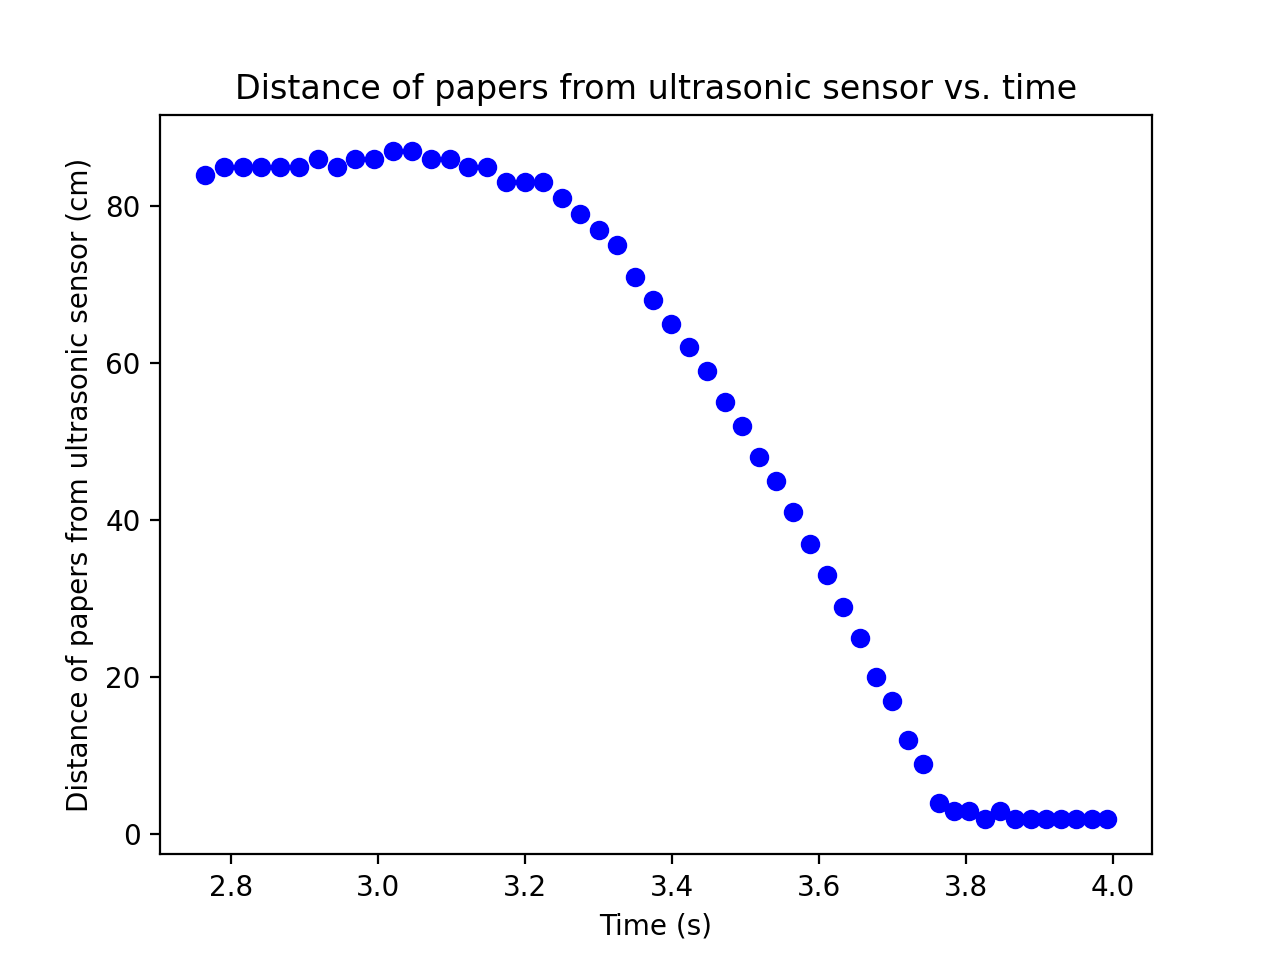 Distance of papers from ultrasonic sensor vs. time
Distance of papers from ultrasonic sensor (cm)
80
60
40
20
0
2.8 3.0 3.2 3.4 3.6 3.8 4.0
Time (s)